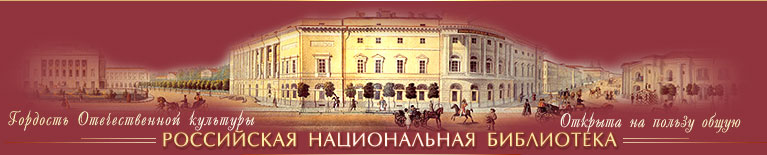 Гордость Отечественной культуры
Открыта на пользу общую
РОССИЙСКАЯ НАЦИОНАЛЬНАЯ БИБЛИОТЕКА